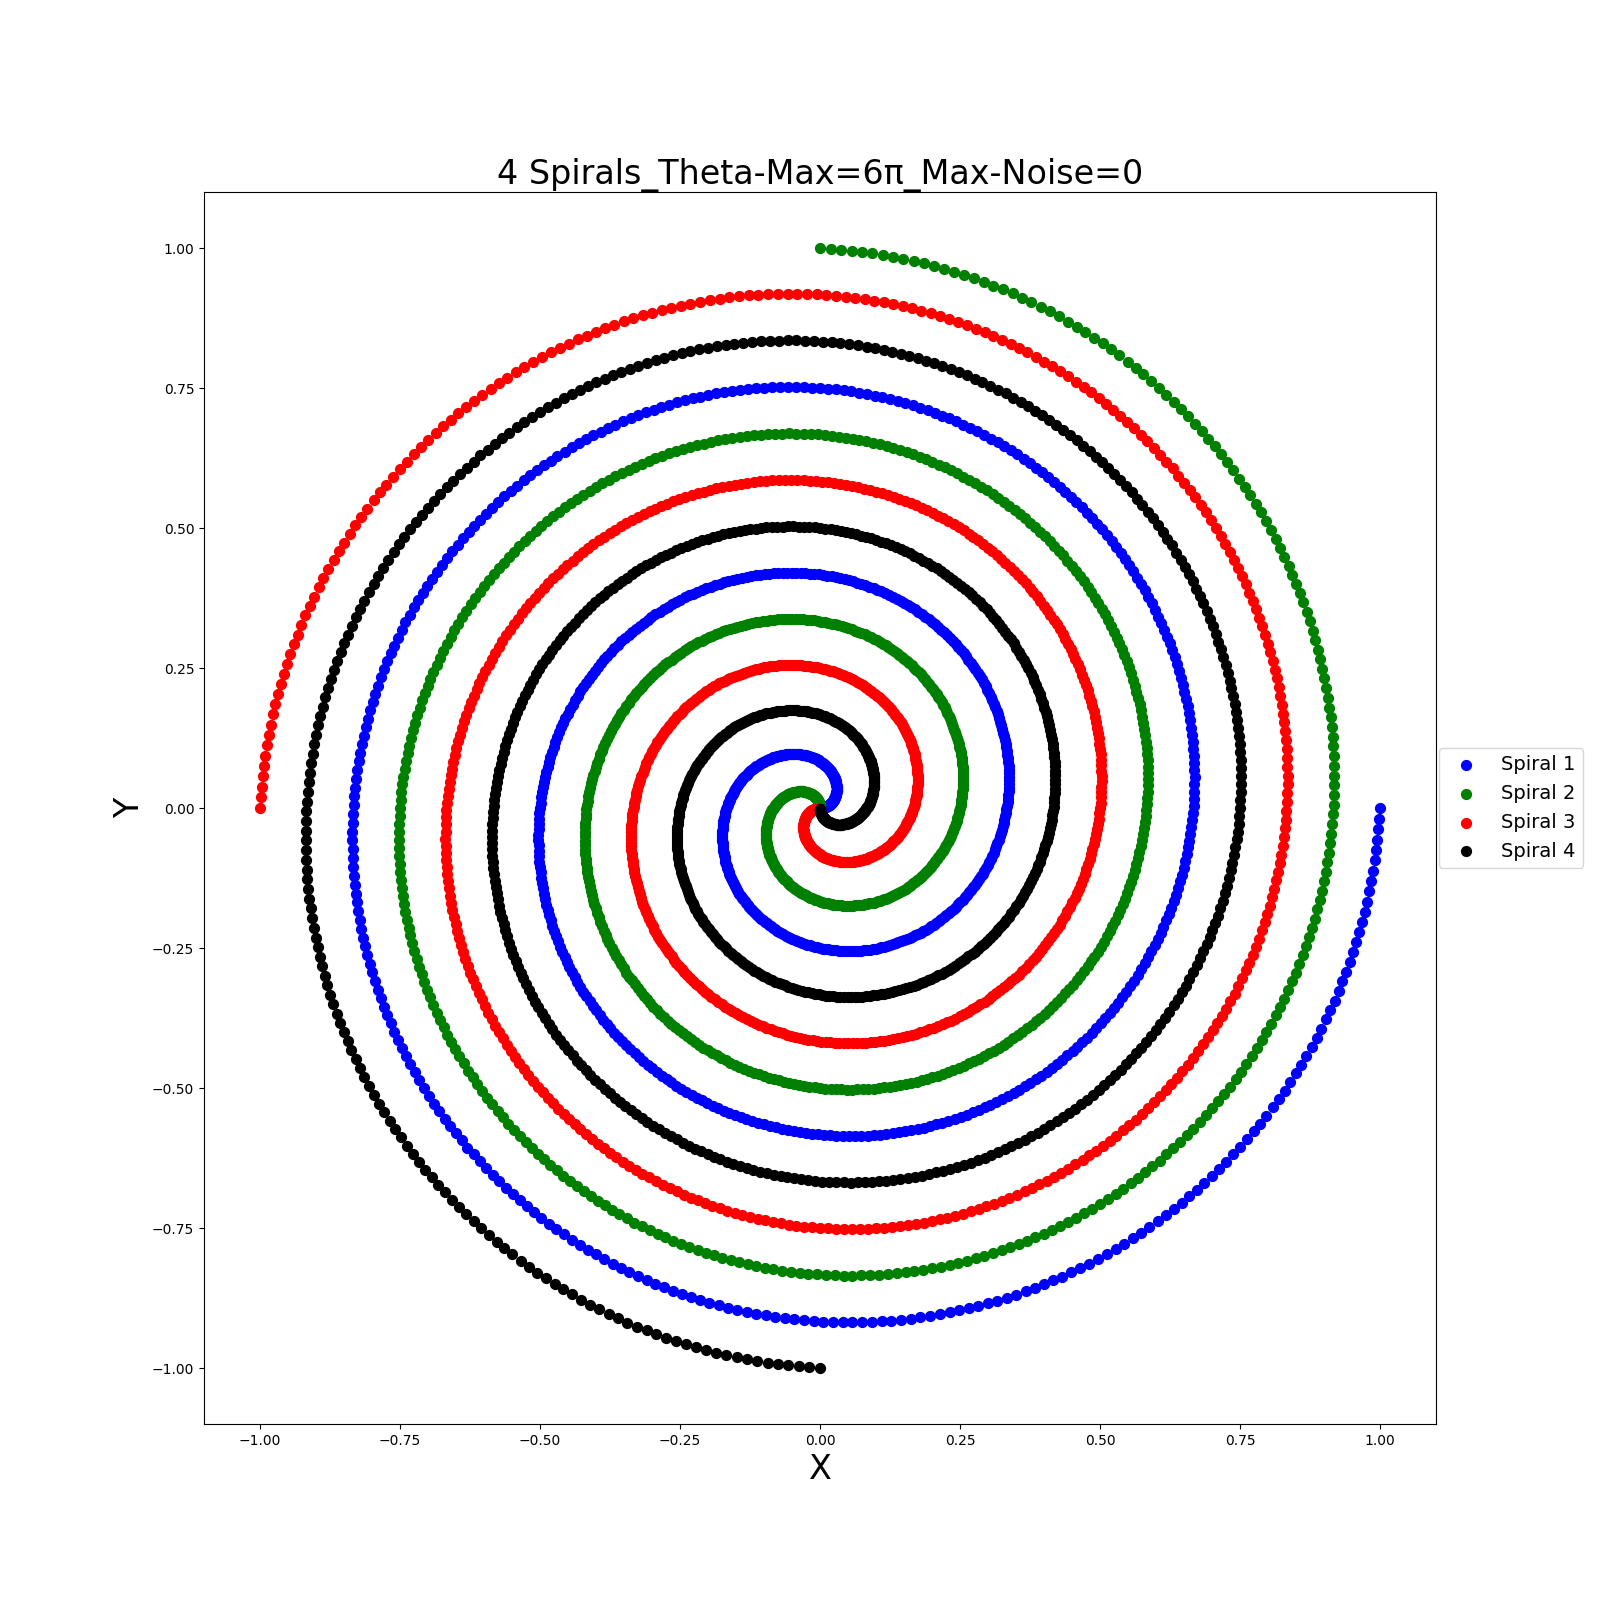 4 Spirals_Theta-Max=6π_Max-Noise=0
1.00
0.75
0.50
0.25
0.00
−0.25
−0.50
−0.75
−1.00
Y
Spiral 1
Spiral 2
Spiral 3
Spiral 4
−1.00 −0.75 −0.50 −0.25 0.00 0.25 0.50 0.75 1.00
X